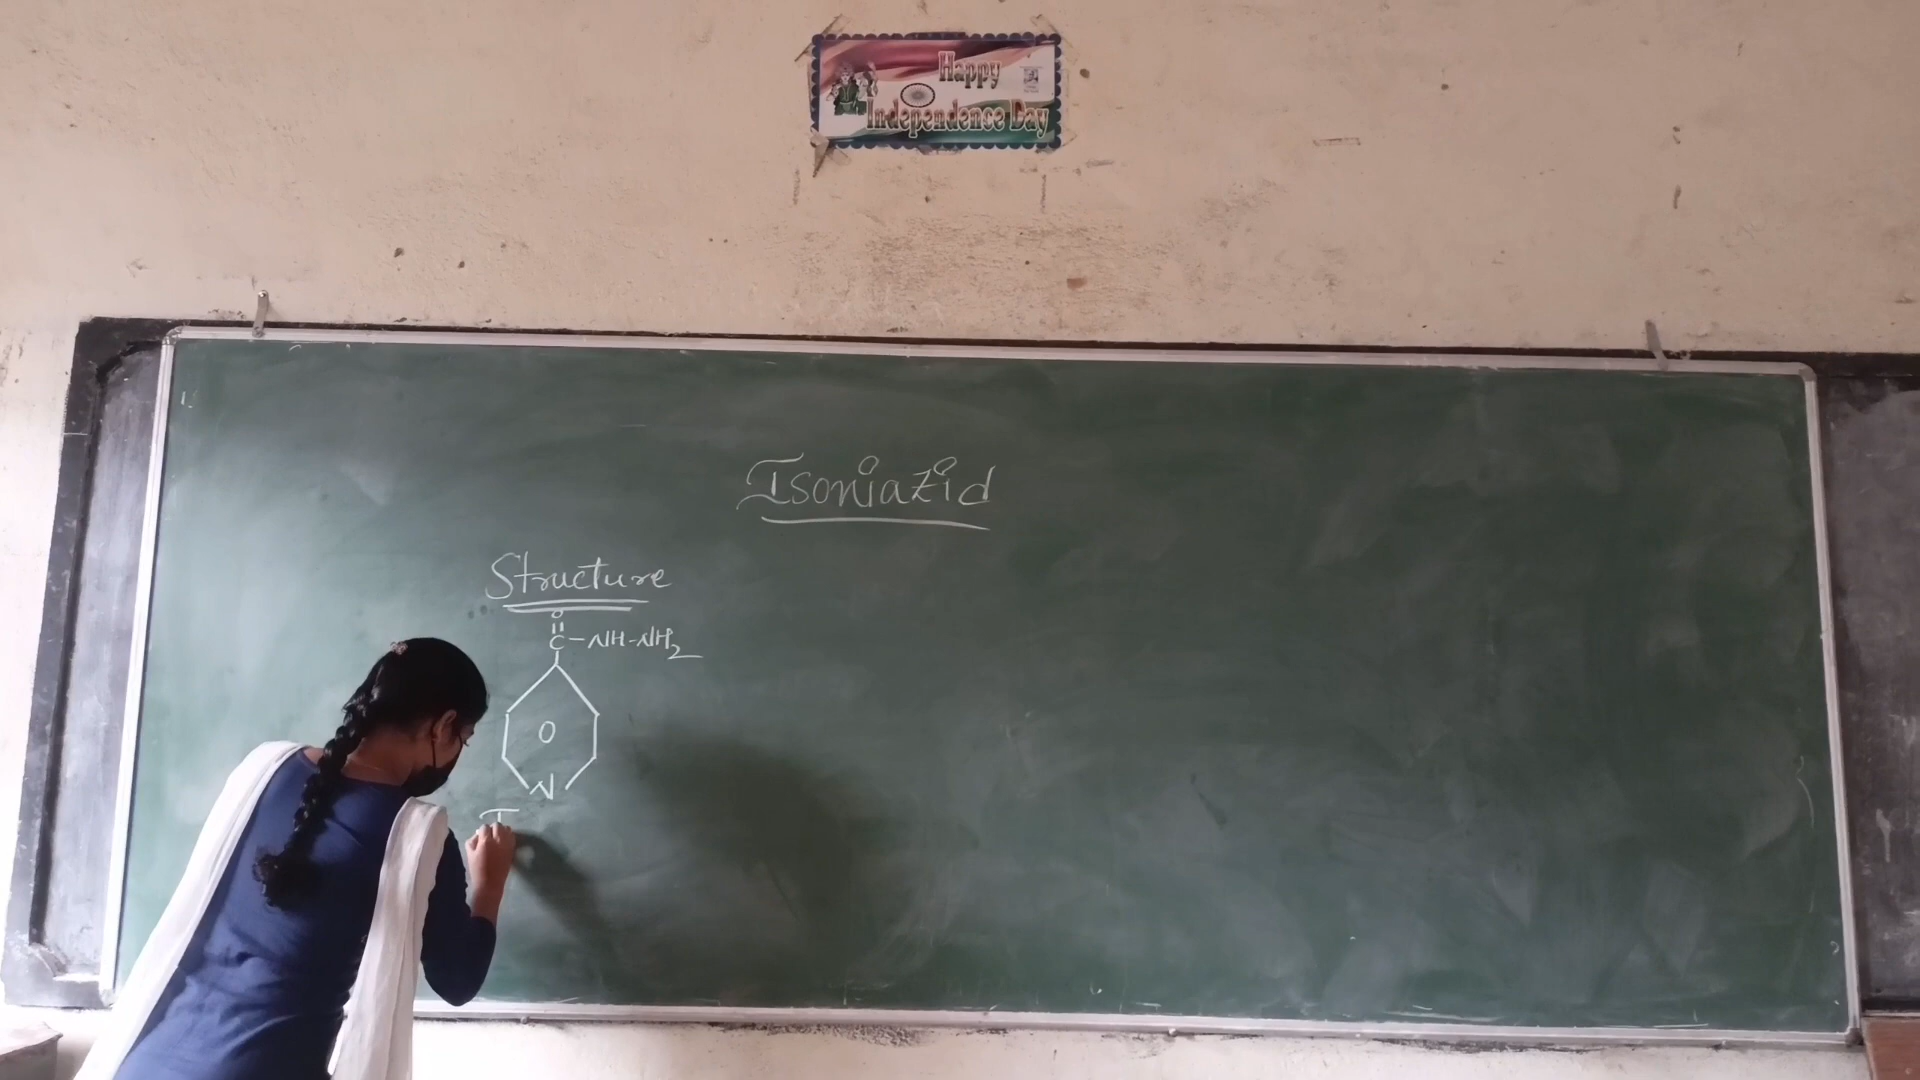 Happy
Independence Day
Isoniazid
Structure
O
C-NH-NH2
O
N
I